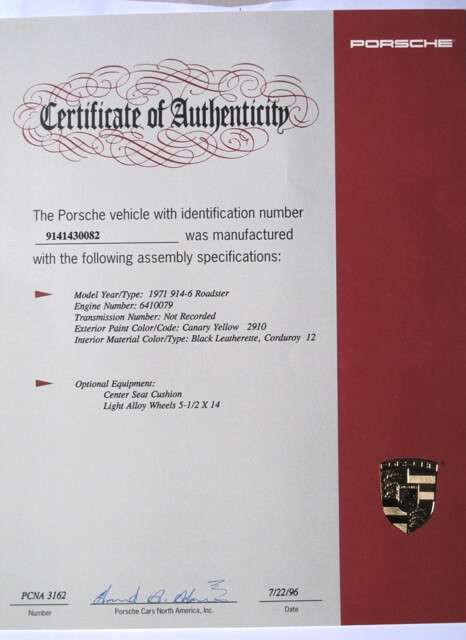 PORSCHE
Certificate of Authenticity
The Porsche vehicle with identification number
9141430082 was manufactured
with the following assembly specifications:
Model Year/Type: 1971 914-6 Roadster
Engine Number: 6410079
Transmission Number: Not Recorded
Exterior Paint Color/Code: Canary Yellow 2910
Interior Material Color/Type: Black Leatherette, Corduroy 12
Optional Equipment:
Center Seat Cushion
Light Alloy Wheels 5-1/2 X 14
PORSCHE
PCNA 3162 7/22/96
Number Porsche Cars North America, Inc. Date